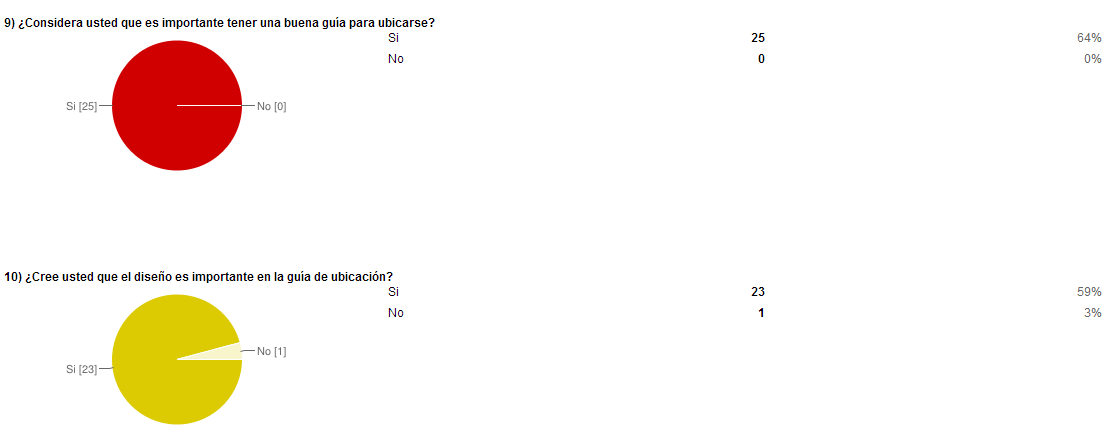 9) ¿Considera usted que es importante tener una buena guía para ubicarse?
Si 25 64%
No 0 0%
Si [25] No [0]
10) ¿Cree usted que el diseño es importante en la guía de ubicación?
Si 23 59%
No 1 3%
No [1]
Si [23]